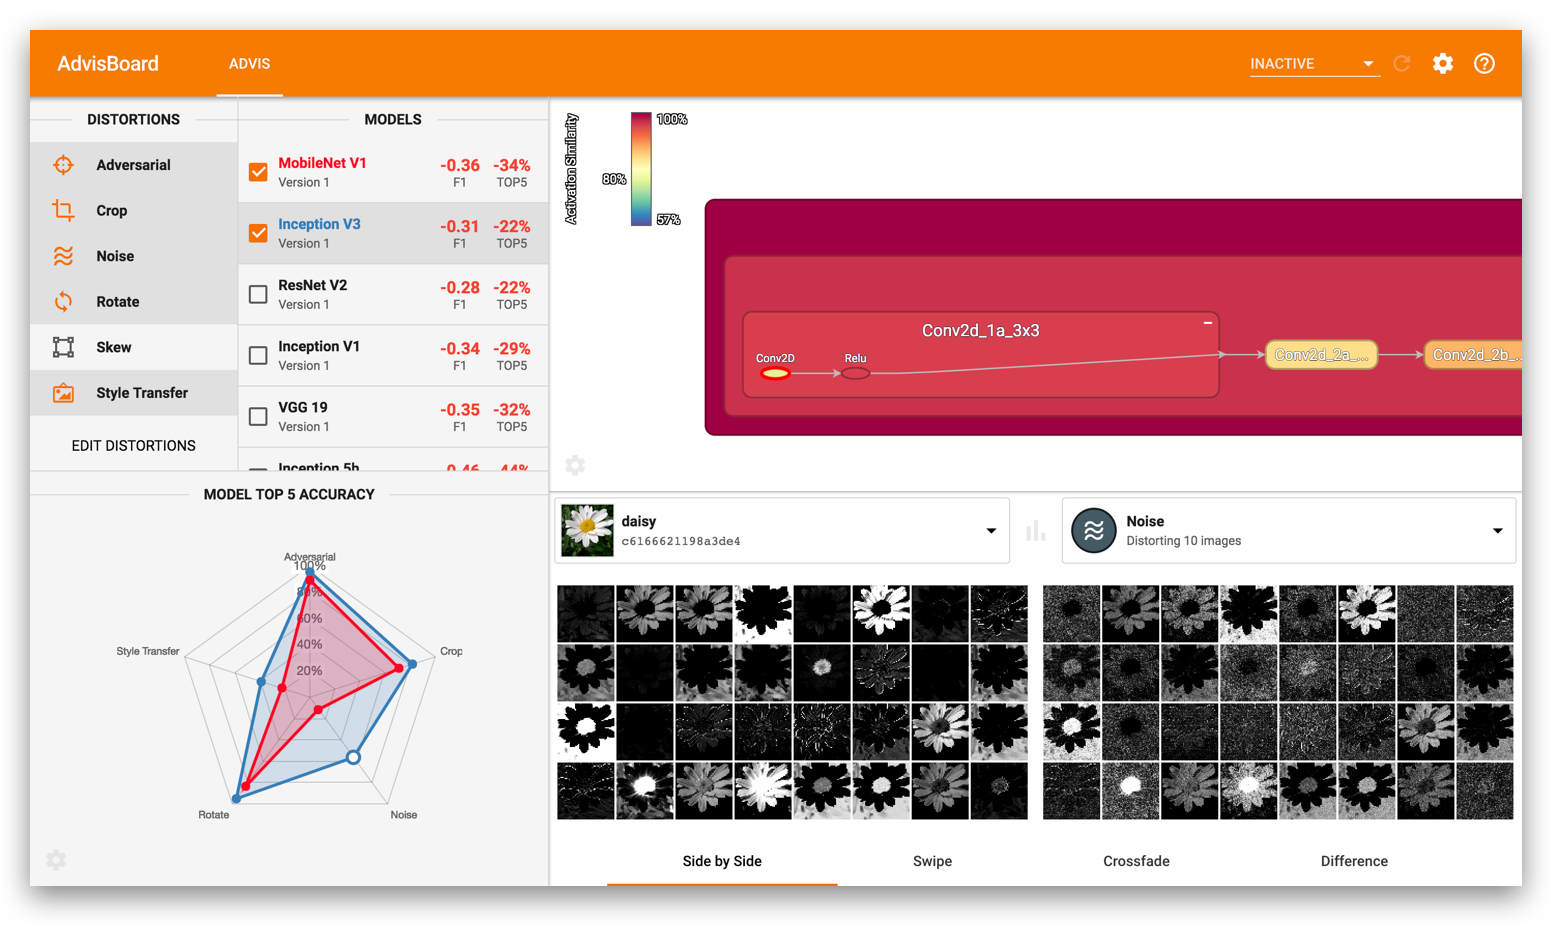 AdvisBoard
ADVIS
INACTIVE
DISTORTIONS
Adversarial
Crop
Noise
Rotate
Skew
Style Transfer
EDIT DISTORTIONS
MODELS
MobileNet V1 -0.36 -34%
Version 1 F1 TOP5
Inception V3 -0.31 -22%
Version 1 F1 TOP5
ResNet V2 -0.28 -22%
Version 1 F1 TOP5
Inception V1 -0.34 -29%
Version 1 F1 TOP5
VGG 19 -0.35 -32%
Version 1 F1 TOP5
Inception 5h -0.46 -44%
MODEL TOP 5 ACCURACY
Adversarial
100%
80%
60%
40%
20%
Style Transfer
Crop
Rotate
Noise
Activation Similarity
100%
80%
57%
Conv2d_1a_3x3
Conv2D
Relu
Conv2d_2a_...
Conv2d_2b_...
daisy
c6166621198a3de4
Noise
Distorting 10 images
Side by Side
Swipe
Crossfade
Difference